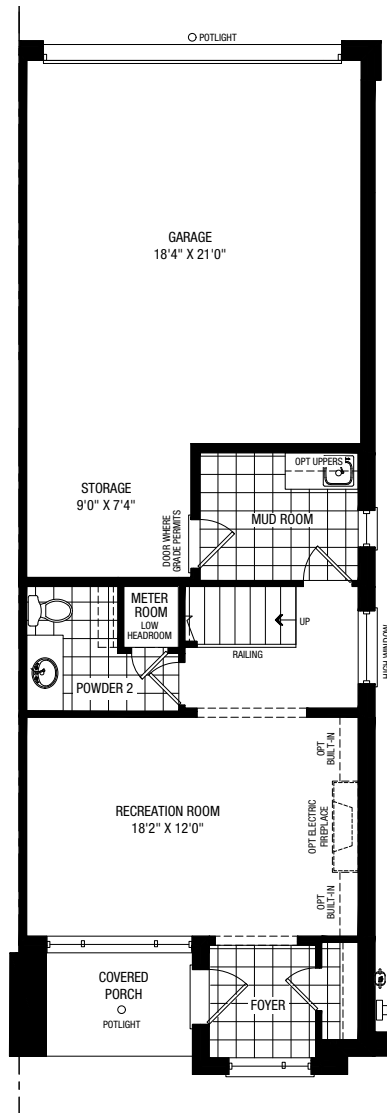 POTLIGHT
GARAGE
18'4" X 21'0"
OPT UPPERS
STORAGE
9'0" X 7'4"
MUD ROOM
DOOR WHERE
GRADE PERMITS
METER
ROOM
LOW
HEADROOM
UP
RAILING
HIGH WINDOW
POWDER 2
OPT
BUILT-IN
RECREATION ROOM
18'2" X 12'0"
OPT ELECTRIC
FIREPLACE
OPT
BUILT-IN
COVERED
PORCH
POTLIGHT
FOYER